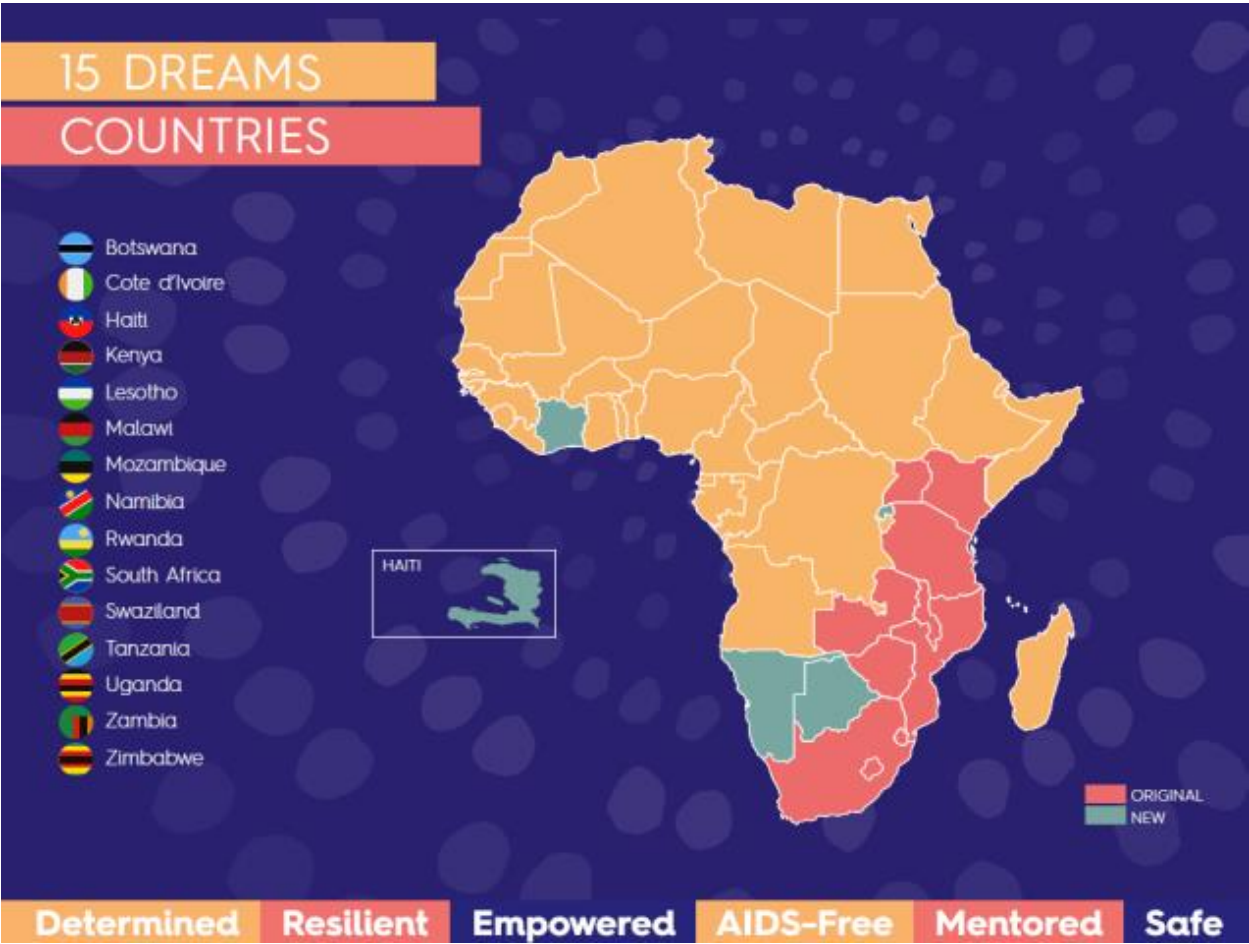 15 DREAMS
COUNTRIES
Botswana
Cote d'Ivoire
Haiti
Kenya
Lesotho
Malawi
Mozambique
Namibia
Rwanda
South Africa
Swaziland
Tanzania
Uganda
Zambia
Zimbabwe
HAITI
ORIGINAL
NEW
Determined Resilient Empowered AIDS-Free Mentored Safe